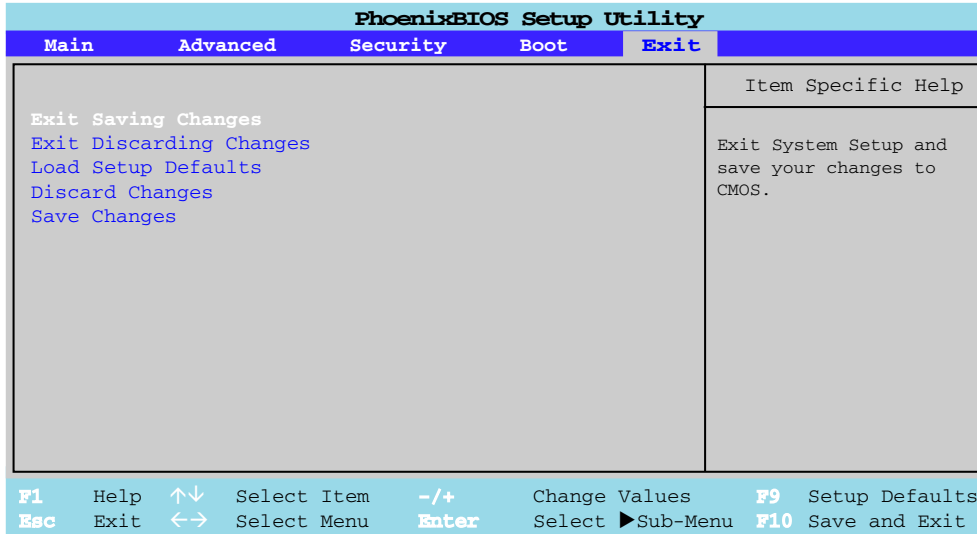 PhoenixBIOS Setup Utility
Main Advanced Security Boot Exit
Item Specific Help
Exit Saving Changes
Exit Discarding Changes
Load Setup Defaults
Discard Changes
Save Changes
Exit System Setup and
save your changes to
CMOS.
F1 Help ↑↓ Select Item -/+ Change Values F9 Setup Defaults
Esc Exit ←→ Select Menu Enter Select ▶Sub-Menu F10 Save and Exit